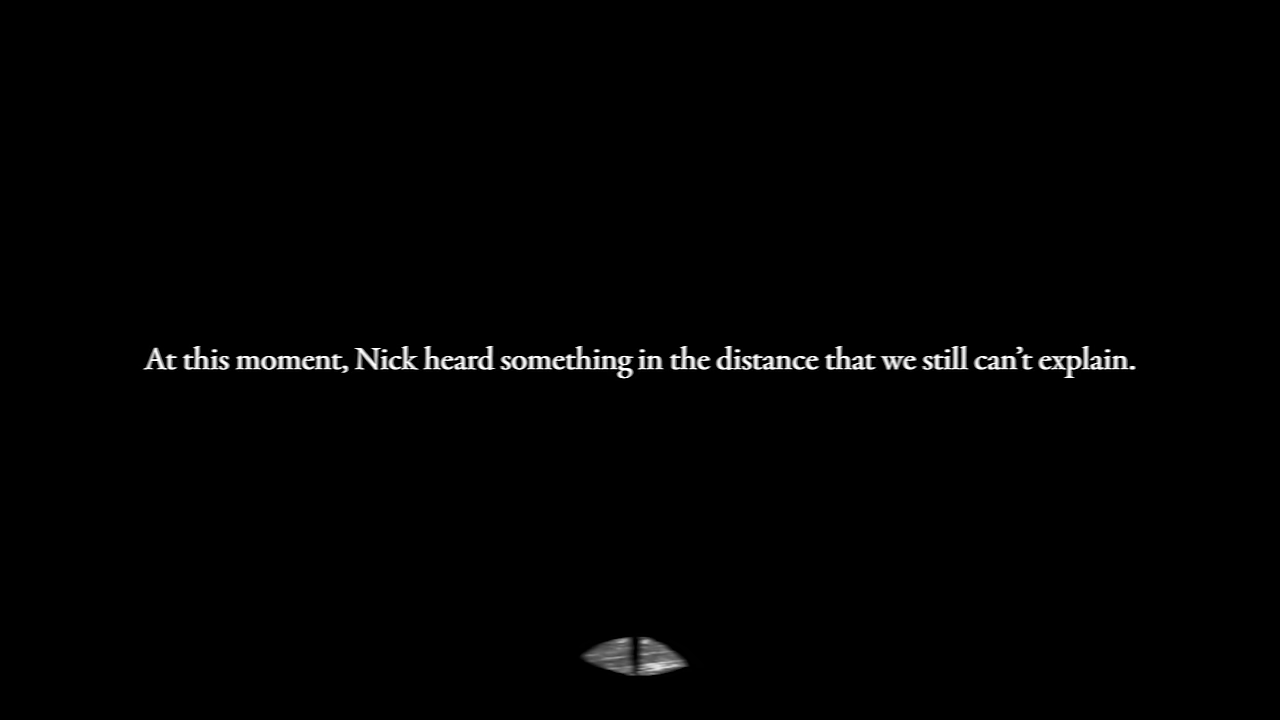 At this moment, Nick heard something in the distance that we still can’t explain.